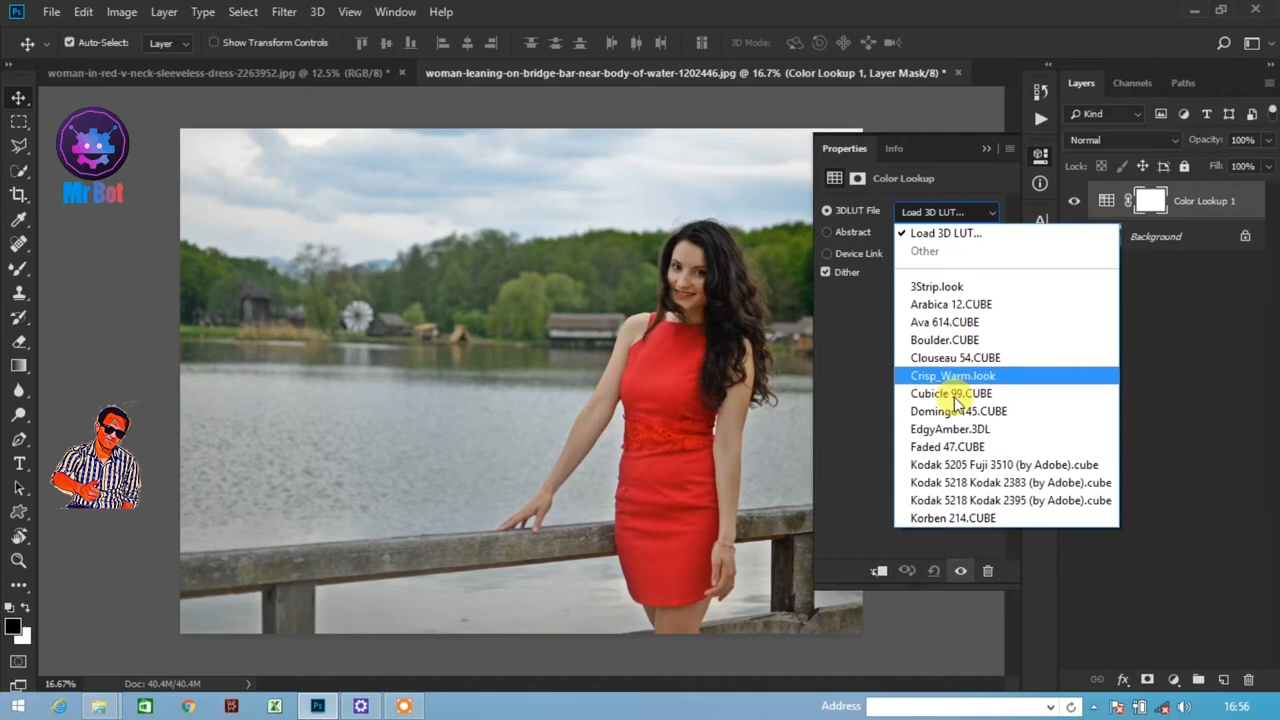 Ps File Edit Image Layer Type Select Filter 3D View Window Help
Auto-Select: Layer Show Transform Controls 3D Mode:
woman-in-red-v-neck-sleeveless-dress-2263952.jpg @ 12.5% (RGB/8) * × woman-leaning-on-bridge-bar-near-body-of-water-1202446.jpg @ 16.7% (Color Lookup 1, Layer Mask/8) * ×
Layers Channels Paths
Kind
Normal Opacity: 100%
Lock: Fill: 100%
Color Lookup 1
Background
Mr Bot
Properties Info
Color Lookup
3DLUT File Load 3D LUT...
Abstract
Device Link
Dither
Load 3D LUT...
Other
3Strip.look
Arabica 12.CUBE
Ava 614.CUBE
Boulder.CUBE
Clouseau 54.CUBE
Crisp_Warm.look
Cubicle 99.CUBE
Domingo 145.CUBE
EdgyAmber.3DL
Faded 47.CUBE
Kodak 5205 Fuji 3510 (by Adobe).cube
Kodak 5218 Kodak 2383 (by Adobe).cube
Kodak 5218 Kodak 2395 (by Adobe).cube
Korben 214.CUBE
16.67% Doc: 40.4M/40.4M
Ps Address 16:56